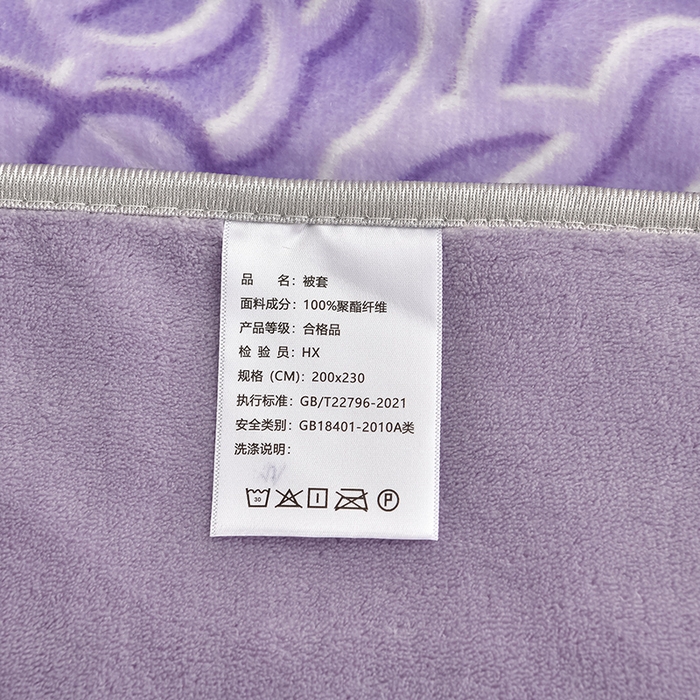 品 名：被套
面料成分：100%聚酯纤维
产品等级：合格品
检 验 员：HX
规格 (CM)：200x230
执行标准：GB/T22796-2021
安全类别：GB18401-2010A类
洗涤说明：
30 P